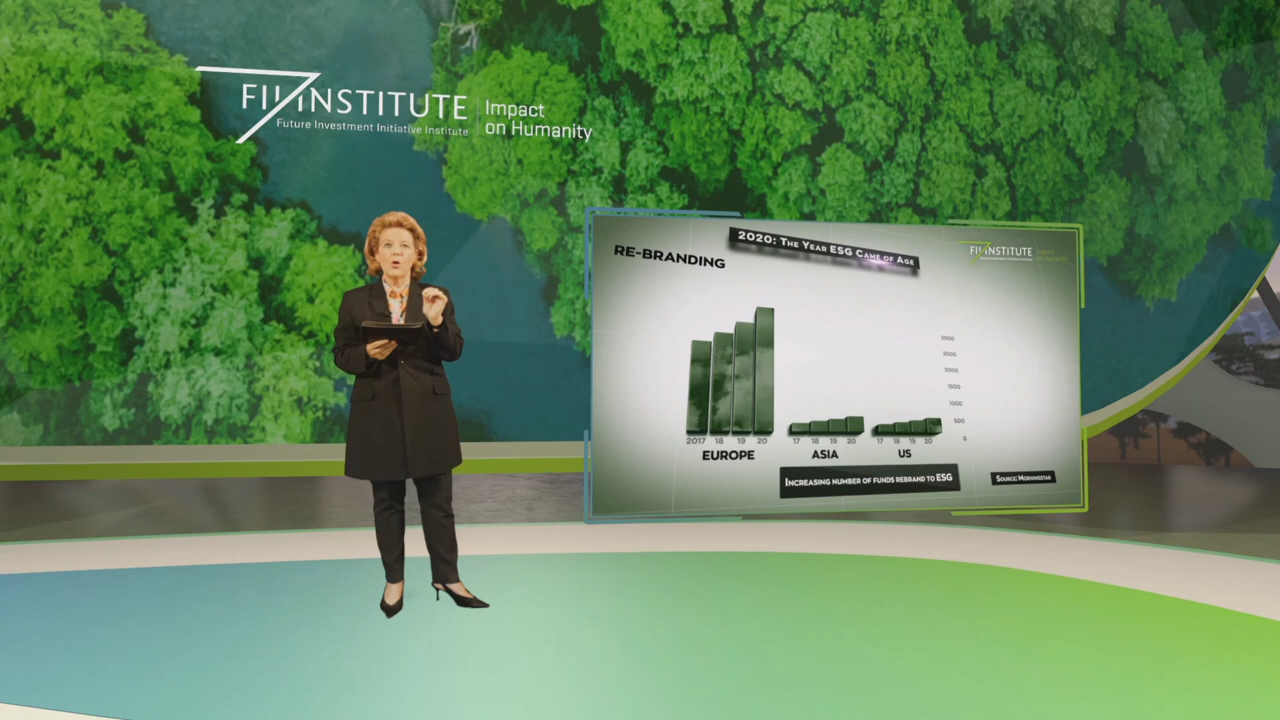 FII INSTITUTE
Future Investment Initiative Institute
Impact
on Humanity
2020: THE YEAR ESG CAME OF AGE
RE-BRANDING
FII INSTITUTE
3000
2500
2000
1500
1000
500
0
2017 18 19 20
17 18 19 20
17 18 19 20
EUROPE
ASIA
US
INCREASING NUMBER OF FUNDS REBRAND TO ESG
SOURCE: MORNINGSTAR